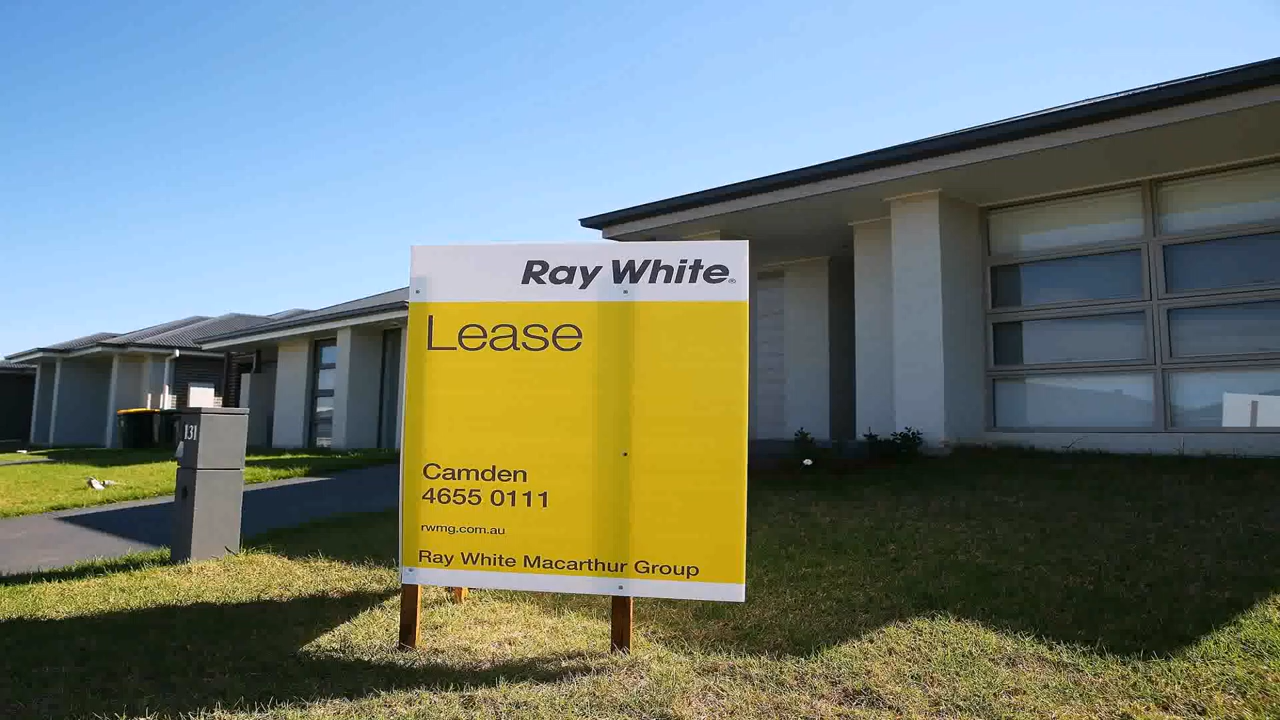 Ray White®
Lease
Camden
4655 0111
rwmg.com.au
Ray White Macarthur Group
131